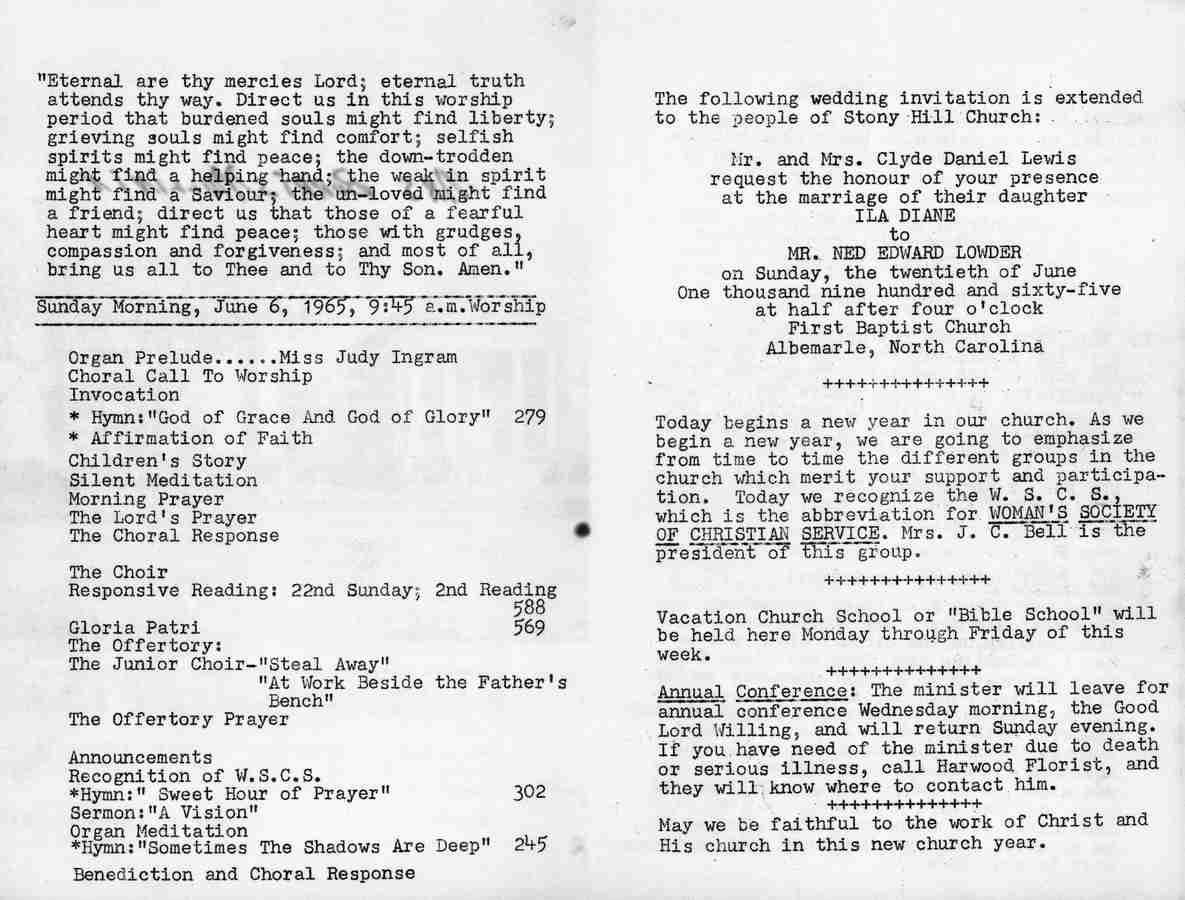 "Eternal are thy mercies Lord; eternal truth
attends thy way. Direct us in this worship
period that burdened souls might find liberty;
grieving souls might find comfort; selfish
spirits might find peace; the down-trodden
might find a helping hand; the weak in spirit
might find a Saviour; the un-loved might find
a friend; direct us that those of a fearful
heart might find peace; those with grudges,
compassion and forgiveness; and most of all,
bring us all to Thee and to Thy Son. Amen."
Sunday Morning, June 6, 1965, 9:45 a.m.Worship
Organ Prelude......Miss Judy Ingram
Choral Call To Worship
Invocation
* Hymn:"God of Grace And God of Glory" 279
* Affirmation of Faith
Children's Story
Silent Meditation
Morning Prayer
The Lord's Prayer
The Choral Response
The Choir
Responsive Reading: 22nd Sunday; 2nd Reading
588
Gloria Patri 569
The Offertory:
The Junior Choir-"Steal Away"
"At Work Beside the Father's
Bench"
The Offertory Prayer
Announcements
Recognition of W.S.C.S.
*Hymn:" Sweet Hour of Prayer" 302
Sermon:"A Vision"
Organ Meditation
*Hymn:"Sometimes The Shadows Are Deep" 245
Benediction and Choral Response
The following wedding invitation is extended
to the people of Stony Hill Church:
Mr. and Mrs. Clyde Daniel Lewis
request the honour of your presence
at the marriage of their daughter
ILA DIANE
to
MR. NED EDWARD LOWDER
on Sunday, the twentieth of June
One thousand nine hundred and sixty-five
at half after four o'clock
First Baptist Church
Albemarle, North Carolina
+++++++++++++++
Today begins a new year in our church. As we
begin a new year, we are going to emphasize
from time to time the different groups in the
church which merit your support and participa-
tion. Today we recognize the W. S. C. S.,
which is the abbreviation for WOMAN'S SOCIETY
OF CHRISTIAN SERVICE. Mrs. J. C. Bell is the
president of this group.
+++++++++++++++
Vacation Church School or "Bible School" will
be held here Monday through Friday of this
week.
++++++++++++++
Annual Conference: The minister will leave for
annual conference Wednesday morning, the Good
Lord Willing, and will return Sunday evening.
If you have need of the minister due to death
or serious illness, call Harwood Florist, and
they will know where to contact him.
++++++++++++++
May we be faithful to the work of Christ and
His church in this new church year.